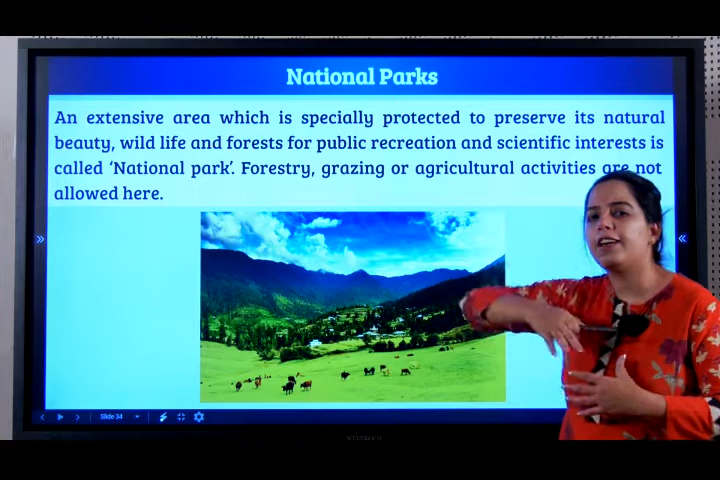 National Parks
An extensive area which is specially protected to preserve its natural
beauty, wild life and forests for public recreation and scientific interests is
called ‘National park’. Forestry, grazing or agricultural activities are not
allowed here.
Slide 34